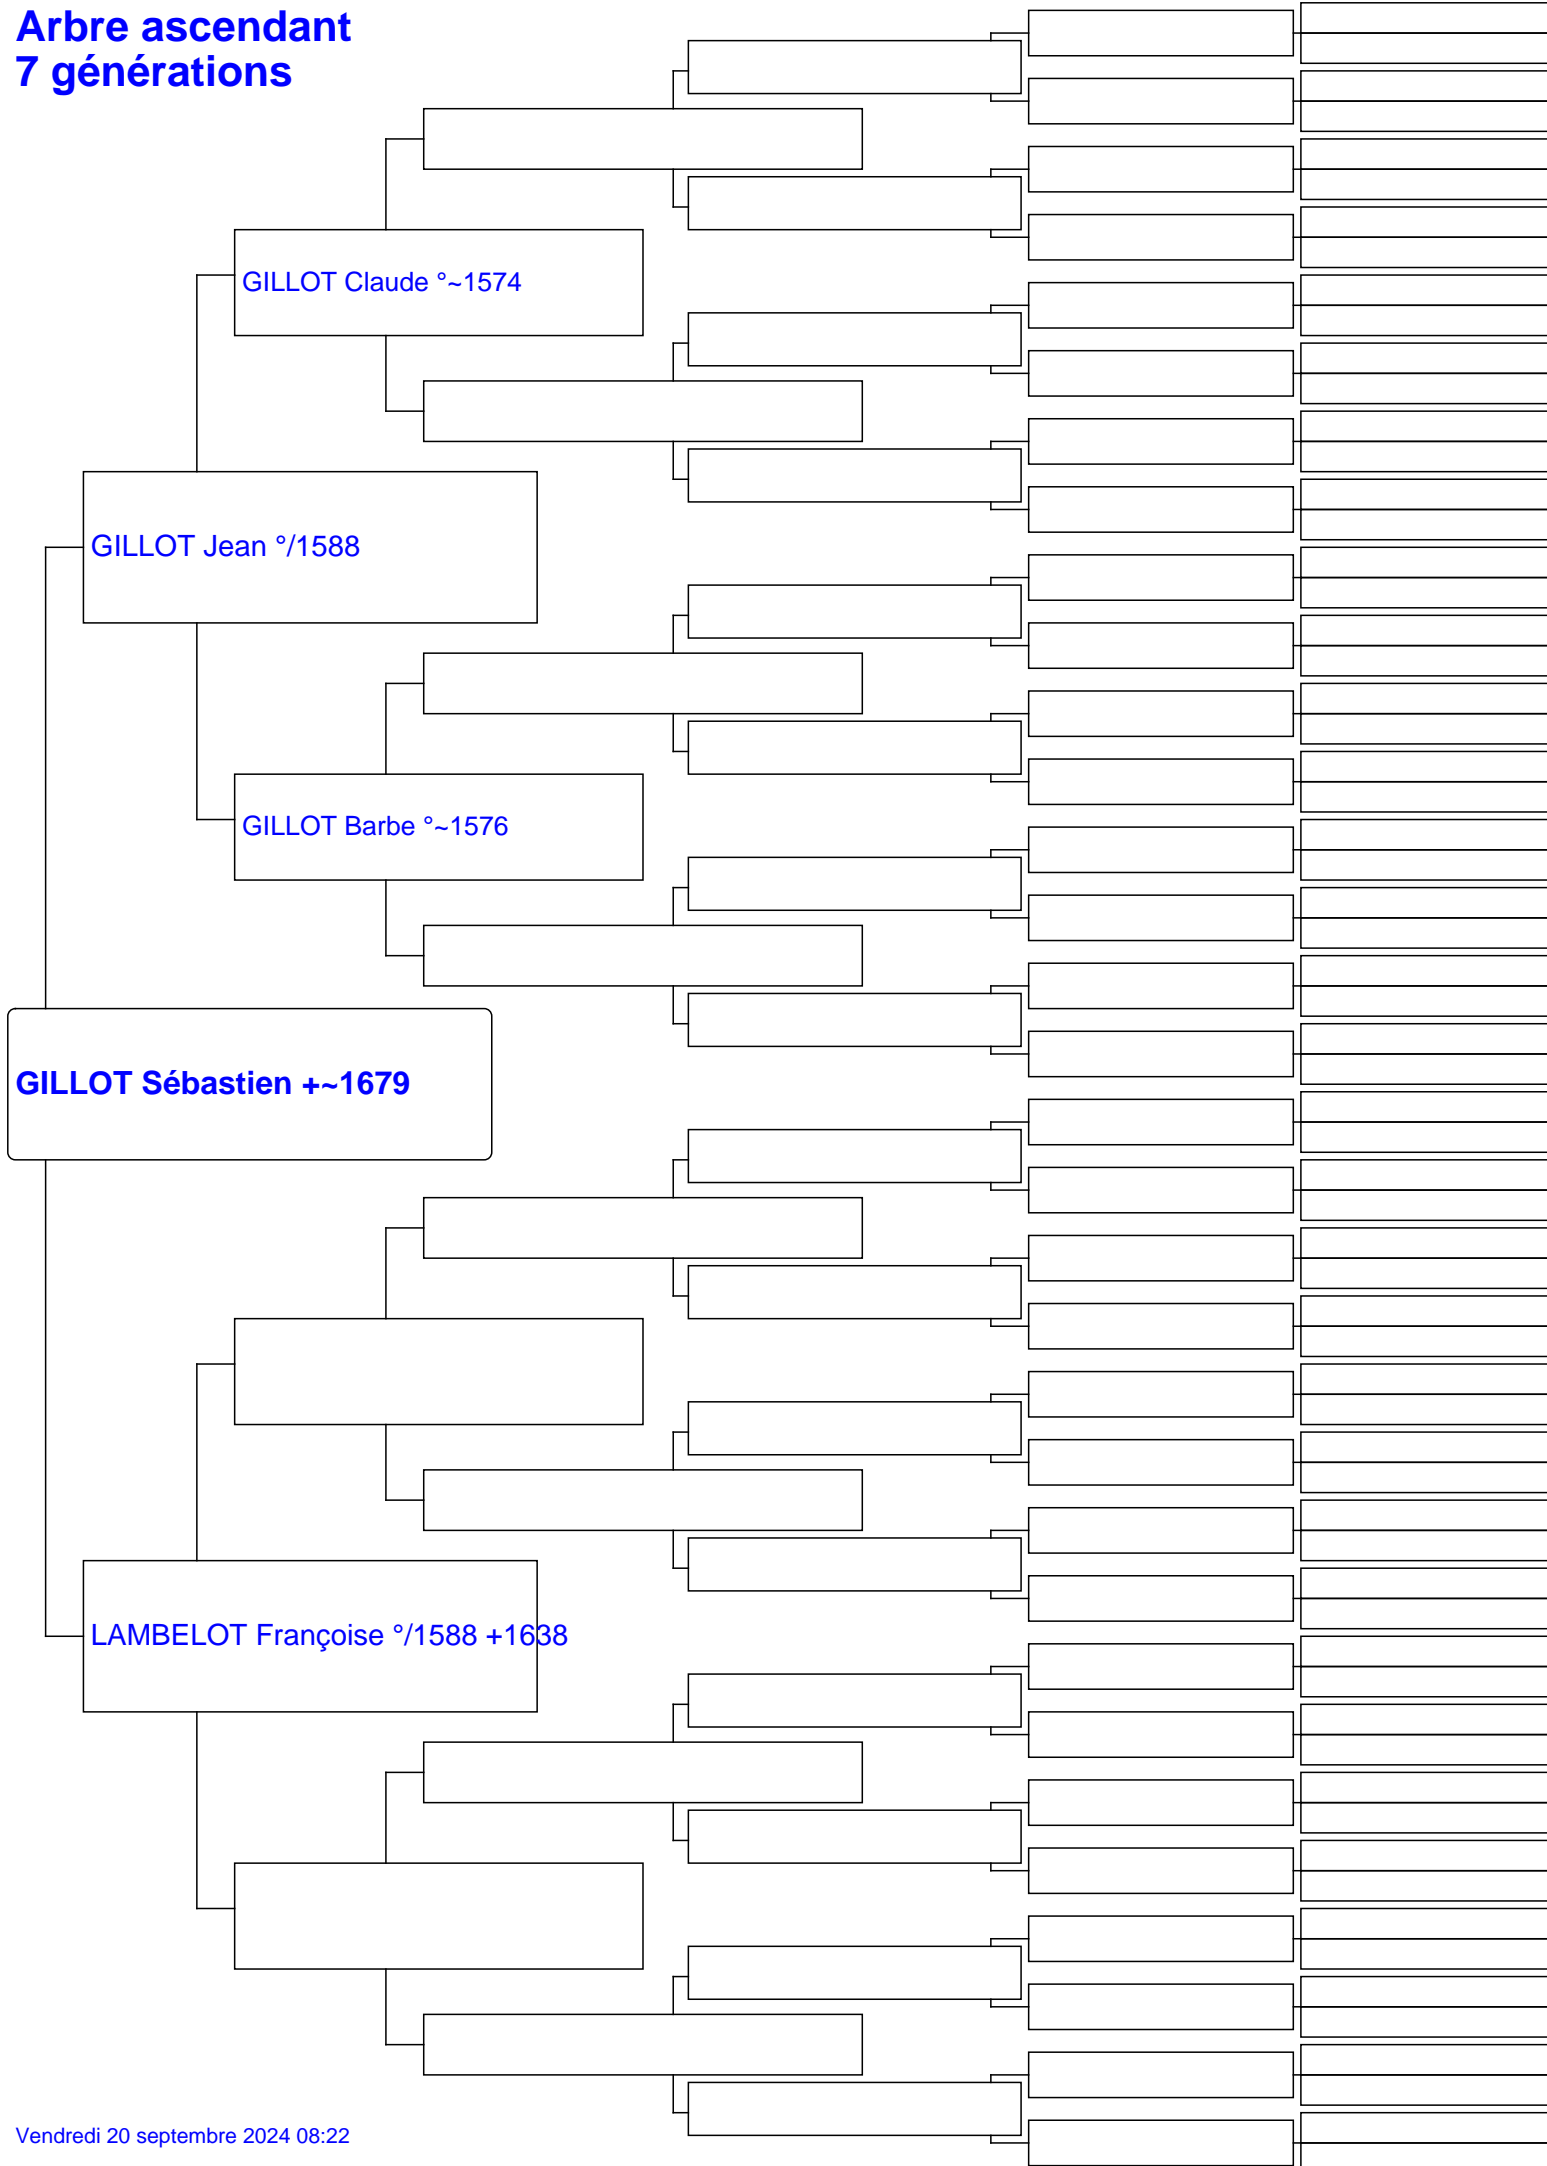 Arbre ascendant
7 générations
GILLOT Claude °~1574
GILLOT Jean °/1588
GILLOT Barbe °~1576
GILLOT Sébastien +~1679
LAMBELOT Françoise °/1588 +1638
Vendredi 20 septembre 2024 08:22